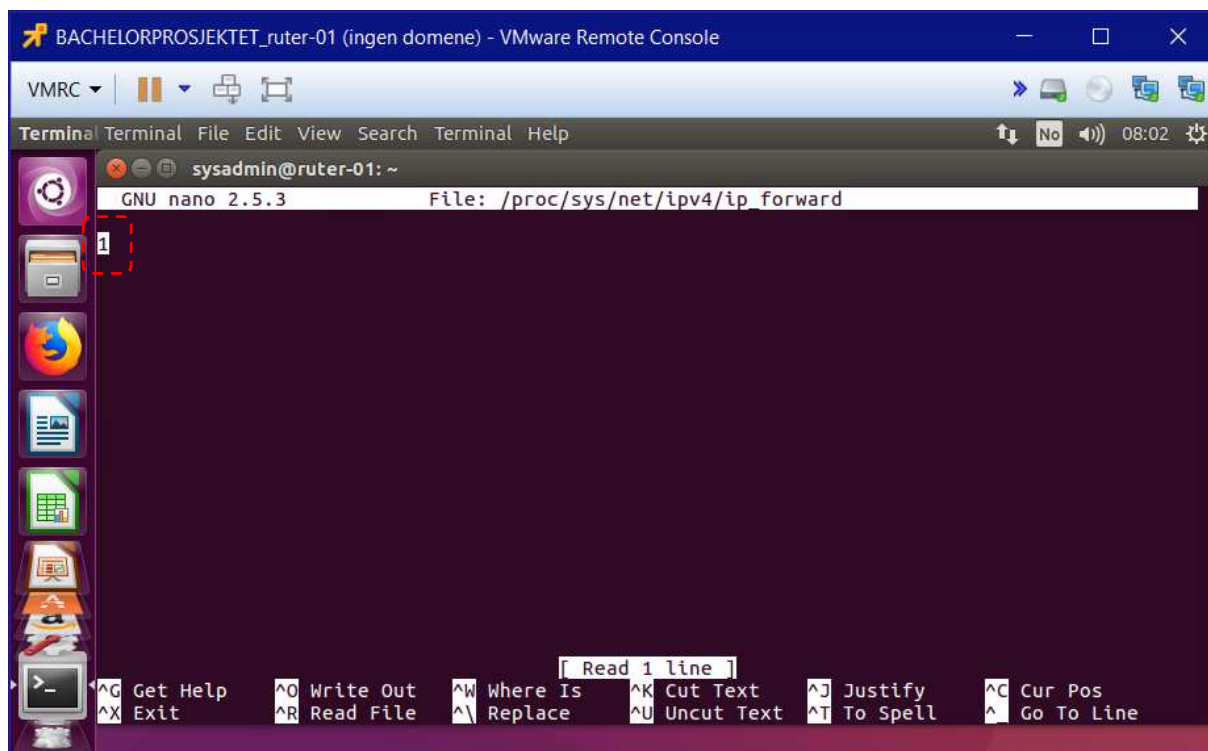 BACHELORPROSJEKTET_ruter-01 (ingen domene) - VMware Remote Console
VMRC
Terminal Terminal File Edit View Search Terminal Help No 08:02
sysadmin@ruter-01: ~
GNU nano 2.5.3 File: /proc/sys/net/ipv4/ip_forward
1
[ Read 1 line ]
^G Get Help ^O Write Out ^W Where Is ^K Cut Text ^J Justify ^C Cur Pos
^X Exit ^R Read File ^\ Replace ^U Uncut Text ^T To Spell ^_ Go To Line